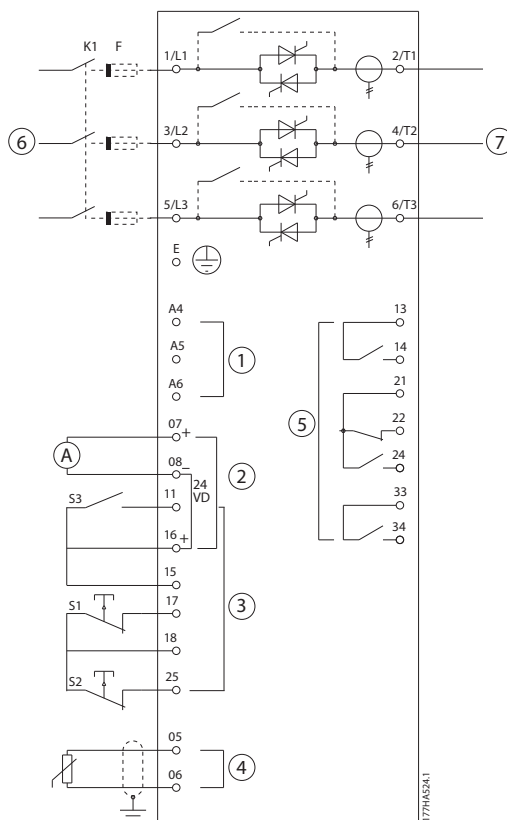 K1 F
1/L1 2/T1
3/L2 4/T2
6 7
5/L3 6/T3
E
A4
A5
A6
1
13
14
21
22
24
33
34
5
07 +
08 -
A
24
VD
2
S3 11
16 +
15
3
S1 17
18
S2 25
05
06
4
177HA524.1